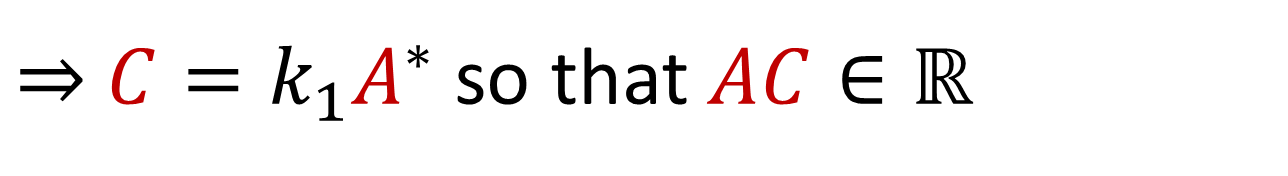 ⇒ C = k₁A* so that AC ∈ ℝ